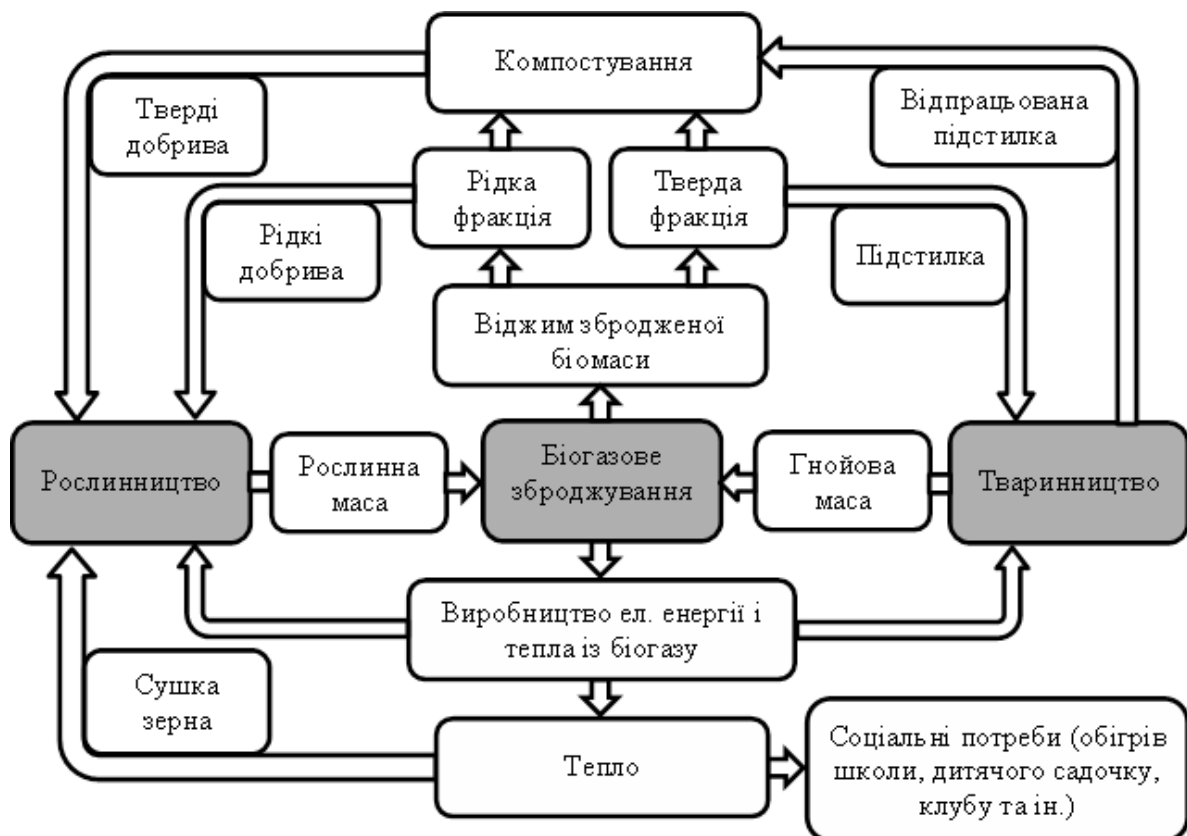 Компостування
Тверді
добрива
Відпрацьована
підстилка
Рідка
фракція
Тверда
фракція
Рідкі
добрива
Підстилка
Віджим збродженої
біомаси
Рослинництво
Рослинна
маса
Біогазове
зброджування
Гнойова
маса
Тваринництво
Виробництво ел. енергії і
тепла із біогазу
Сушка
зерна
Тепло
Соціальні потреби (обігрів
школи, дитячого садочку,
клубу та ін.)